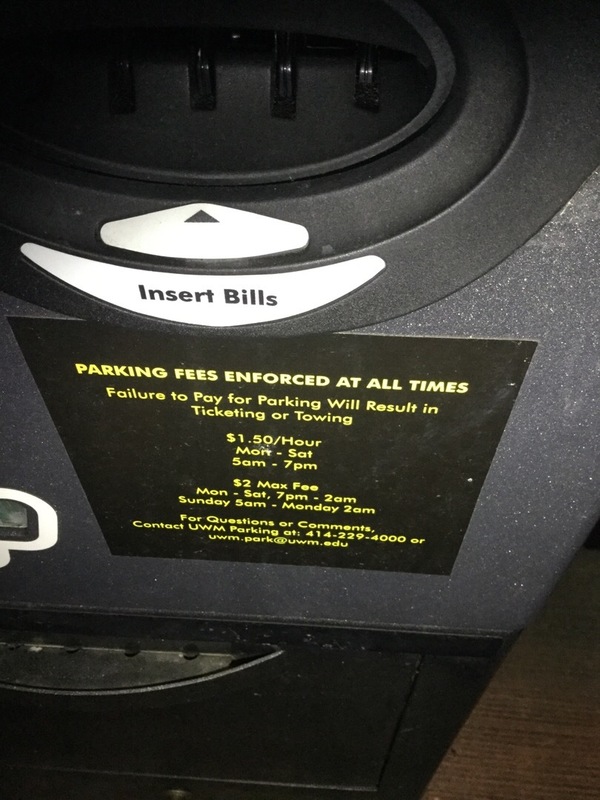 Insert Bills
PARKING FEES ENFORCED AT ALL TIMES
Failure to Pay for Parking Will Result in
Ticketing or Towing
$1.50/Hour
Mon - Sat
5am - 7pm
$2 Max Fee
Mon - Sat, 7pm - 2am
Sunday 5am - Monday 2am
For Questions or Comments,
Contact UWM Parking at: 414-229-4000 or
uwm.park@uwm.edu